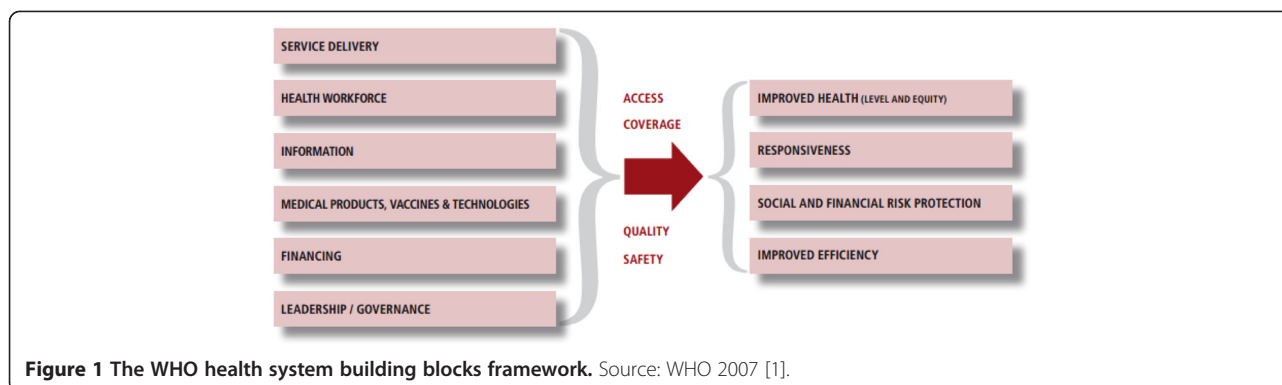 SERVICE DELIVERY
HEALTH WORKFORCE
INFORMATION
MEDICAL PRODUCTS, VACCINES & TECHNOLOGIES
FINANCING
LEADERSHIP / GOVERNANCE
ACCESS
COVERAGE
QUALITY
SAFETY
IMPROVED HEALTH (LEVEL AND EQUITY)
RESPONSIVENESS
SOCIAL AND FINANCIAL RISK PROTECTION
IMPROVED EFFICIENCY
Figure 1 The WHO health system building blocks framework. Source: WHO 2007 [1].